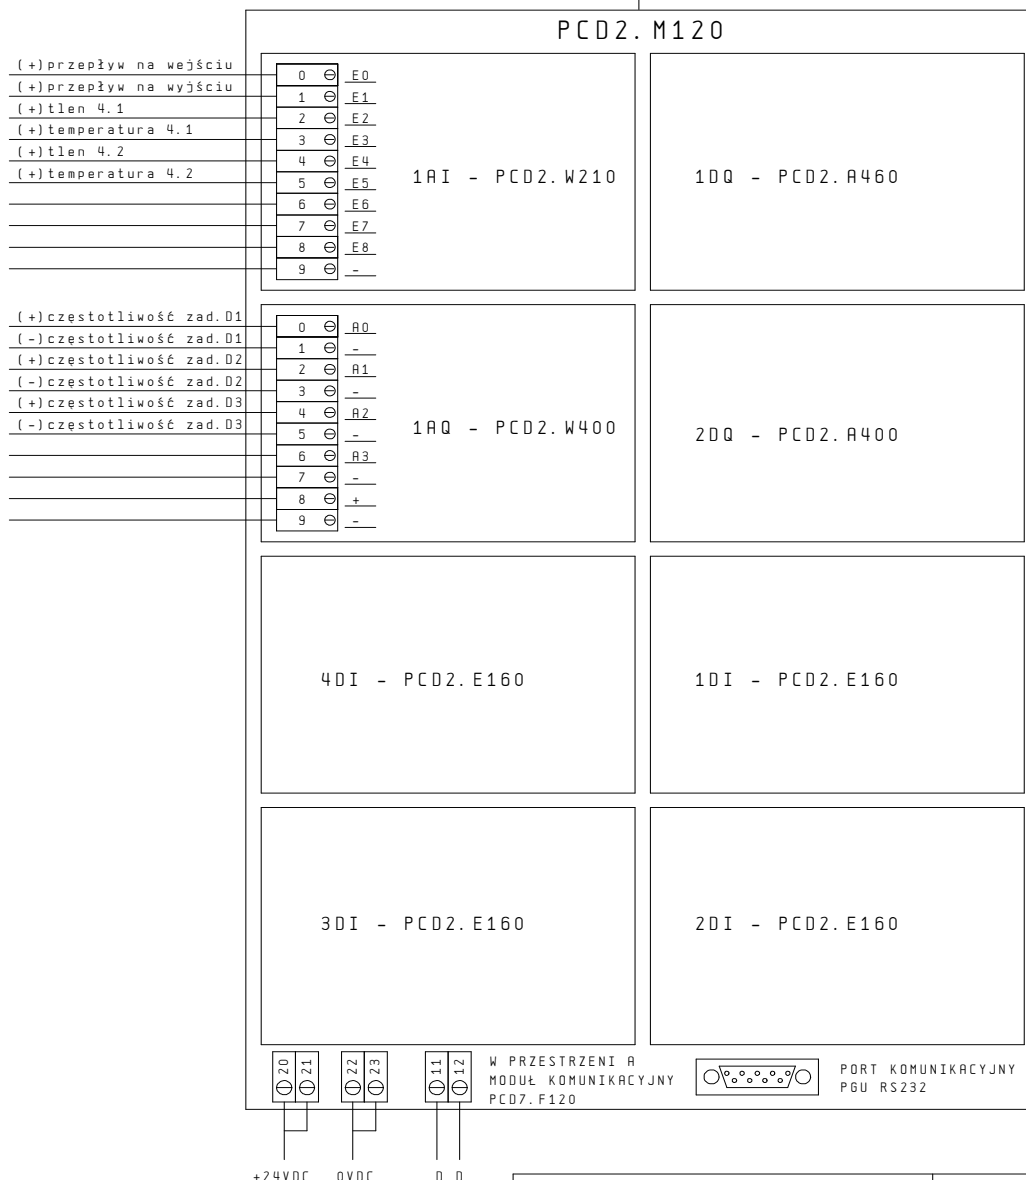 PCD2.M120
(+)przepływ na wejściu 0 E0
(+)przepływ na wyjściu 1 E1
(+)tlen 4.1 2 E2
(+)temperatura 4.1 3 E3
(+)tlen 4.2 4 E4
(+)temperatura 4.2 5 E5
6 E6
7 E7
8 E8
9 -
1AI - PCD2.W210
1DQ - PCD2.A460
(+)częstotliwość zad.D1 0 A0
(-)częstotliwość zad.D1 1 -
(+)częstotliwość zad.D2 2 A1
(-)częstotliwość zad.D2 3 -
(+)częstotliwość zad.D3 4 A2
(-)częstotliwość zad.D3 5 -
6 A3
7 -
8 +
9 -
1AQ - PCD2.W400
2DQ - PCD2.A400
4DI - PCD2.E160
1DI - PCD2.E160
3DI - PCD2.E160
2DI - PCD2.E160
20 21 22 23 11 12
W PRZESTRZENI A
MODUŁ KOMUNIKACYJNY
PCD7.F120
PORT KOMUNIKACYJNY
PGU RS232
+24VDC 0VDC D D